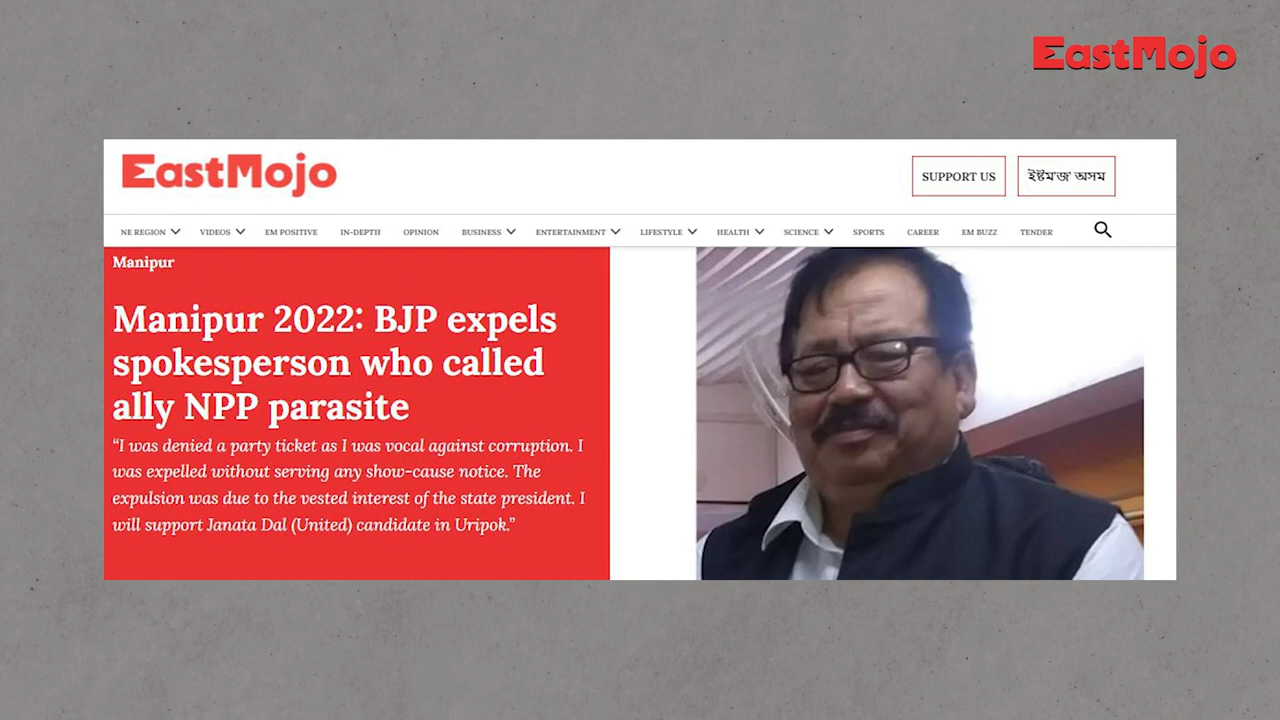 EastMojo
EastMojo
SUPPORT US
ইষ্টম'জ' অসম
NE REGION
VIDEOS
EM POSITIVE
IN-DEPTH
OPINION
BUSINESS
ENTERTAINMENT
LIFESTYLE
HEALTH
SCIENCE
SPORTS
CAREER
EM BUZZ
TENDER
Manipur
Manipur 2022: BJP expels
spokesperson who called
ally NPP parasite
“I was denied a party ticket as I was vocal against corruption. I
was expelled without serving any show-cause notice. The
expulsion was due to the vested interest of the state president. I
will support Janata Dal (United) candidate in Uripok.”